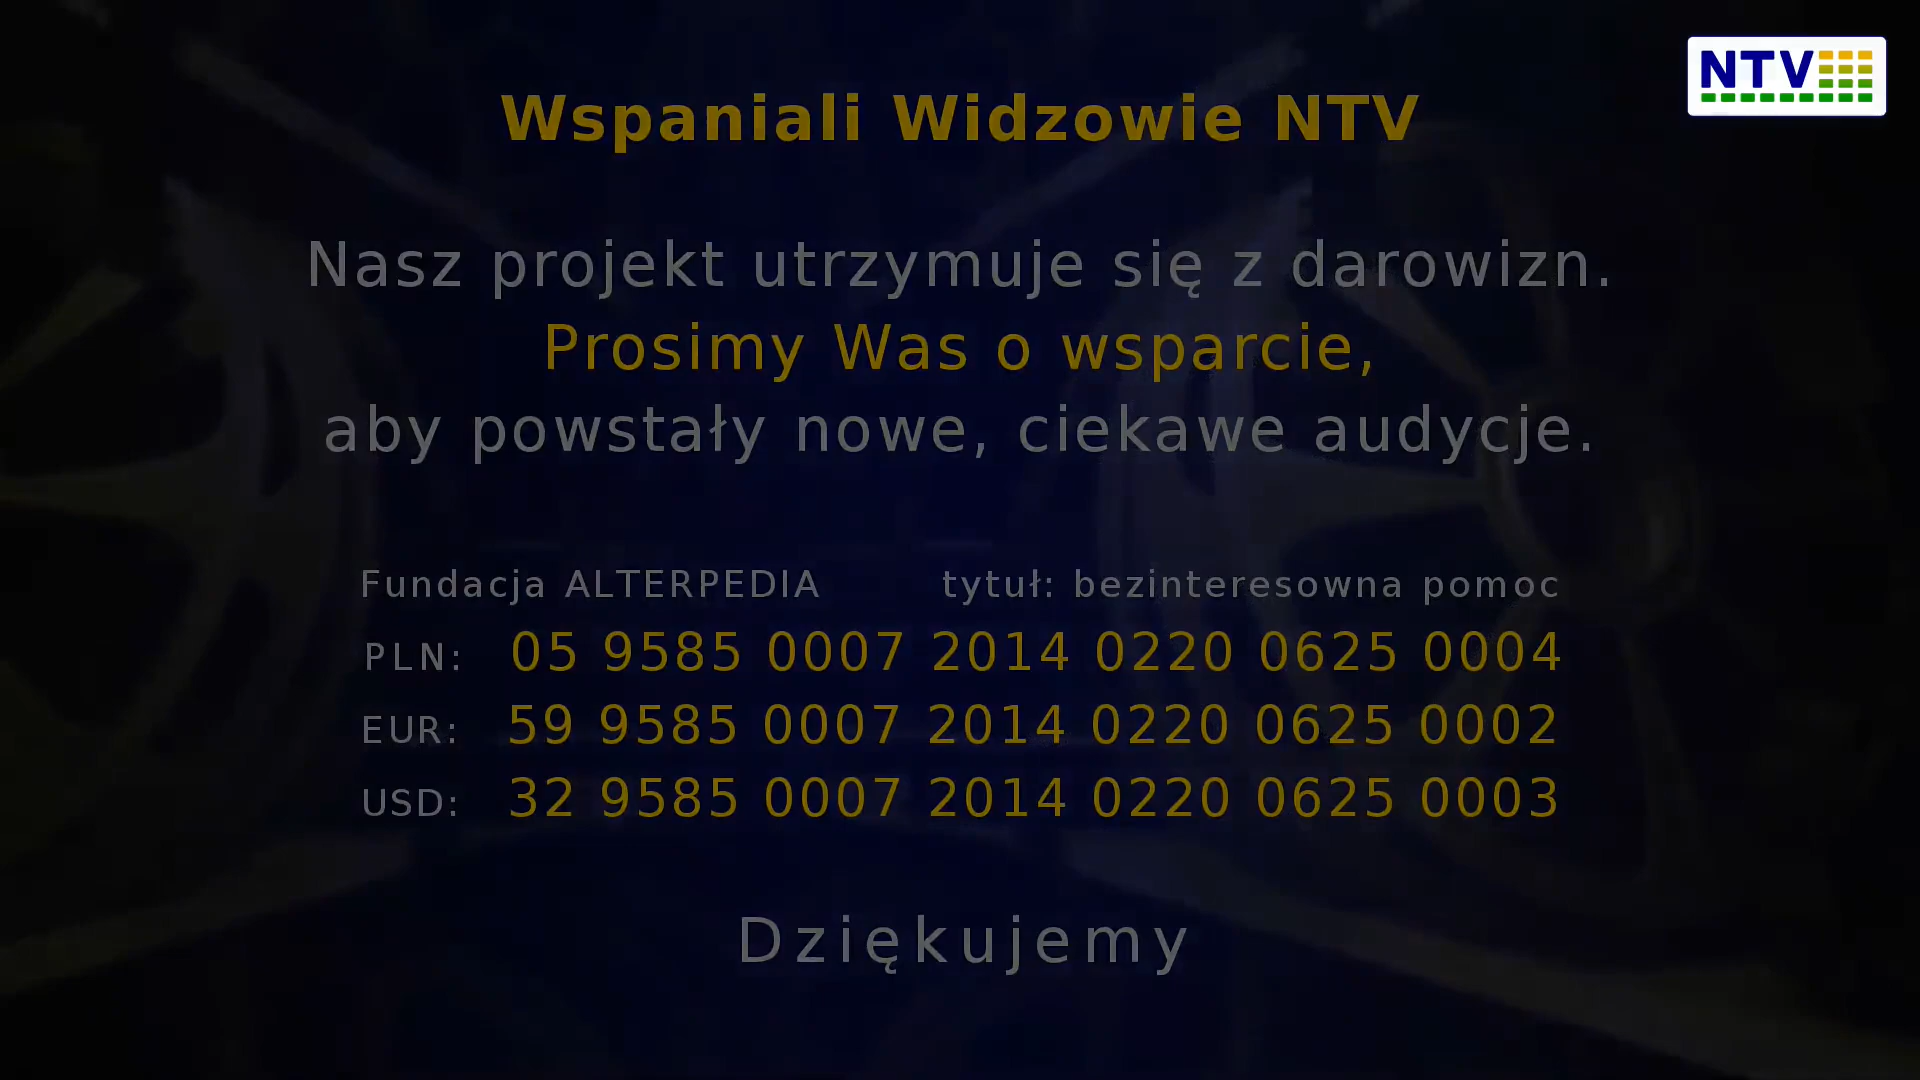 NTV
Wspaniali Widzowie NTV
Nasz projekt utrzymuje się z darowizn.
Prosimy Was o wsparcie,
aby powstały nowe, ciekawe audycje.
Fundacja ALTERPEDIA tytuł: bezinteresowna pomoc
PLN: 05 9585 0007 2014 0220 0625 0004
EUR: 59 9585 0007 2014 0220 0625 0002
USD: 32 9585 0007 2014 0220 0625 0003
Dziękujemy